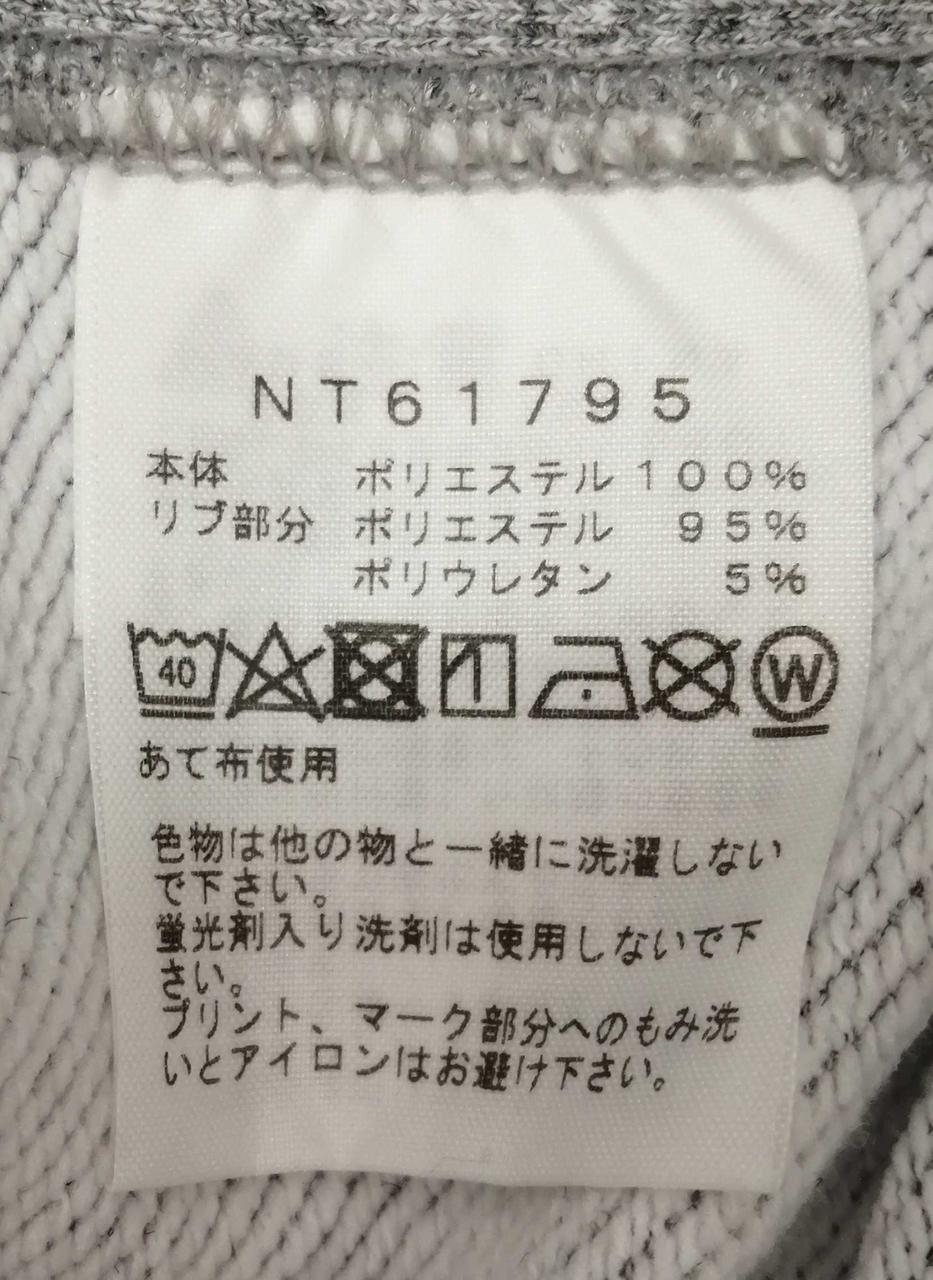 NT61795
本体 ポリエステル 100%
リブ部分 ポリエステル 95%
ポリウレタン 5%
40 W
あて布使用
色物は他の物と一緒に洗濯しない
で下さい。
蛍光剤入り洗剤は使用しないで下
さい。
プリント、マーク部分へのもみ洗
いとアイロンはお避け下さい。